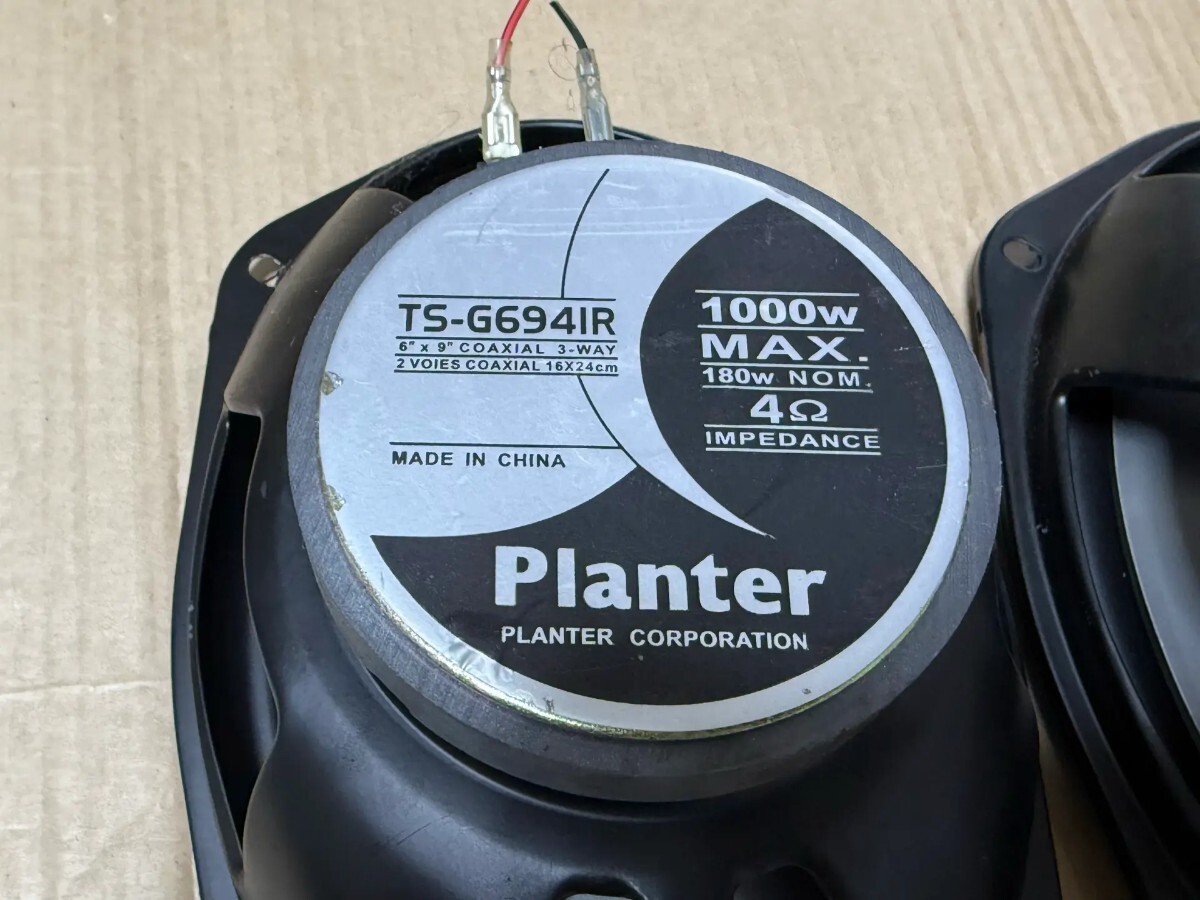 TS-G6941R
6" x 9" COAXIAL 3-WAY
2 VOIES COAXIAL 16X24cm
MADE IN CHINA
1000w
MAX.
180w NOM.
4Ω
IMPEDANCE
Planter
PLANTER CORPORATION